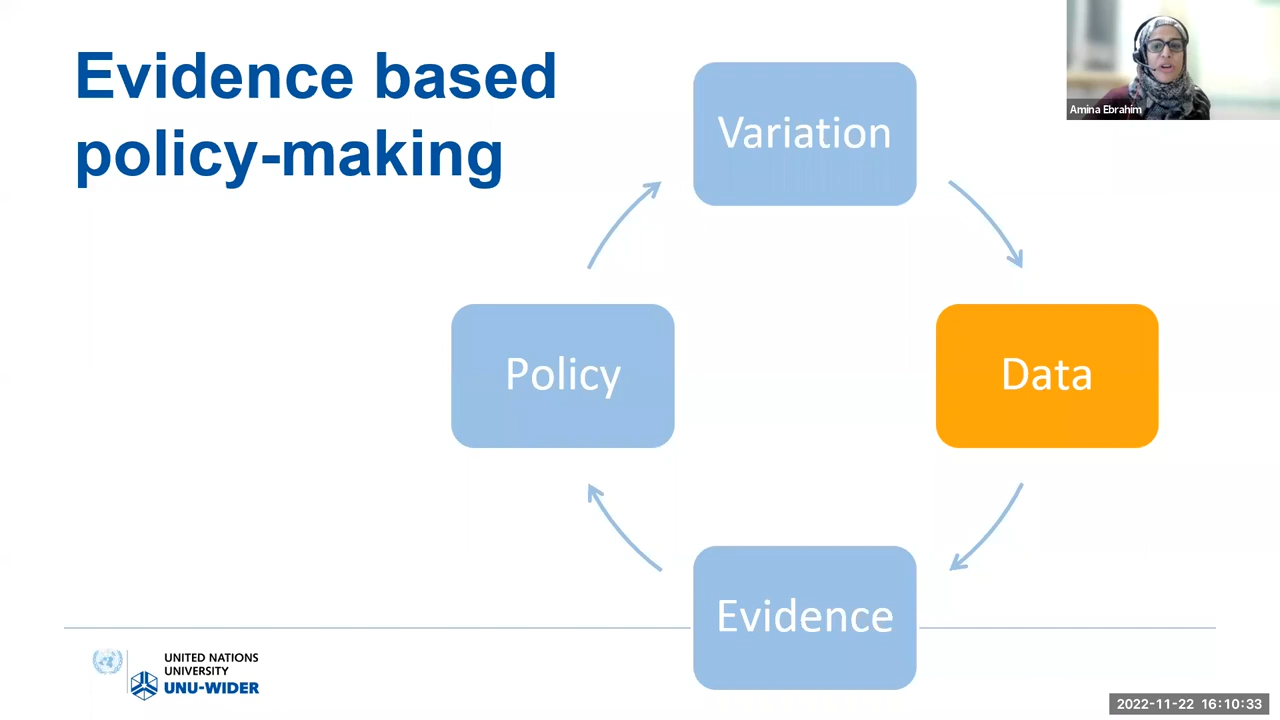 Evidence based
policy-making
Variation
Amina Ebrahim
Policy
Data
Evidence
UNITED NATIONS
UNIVERSITY
UNU-WIDER
2022-11-22 16:10:33